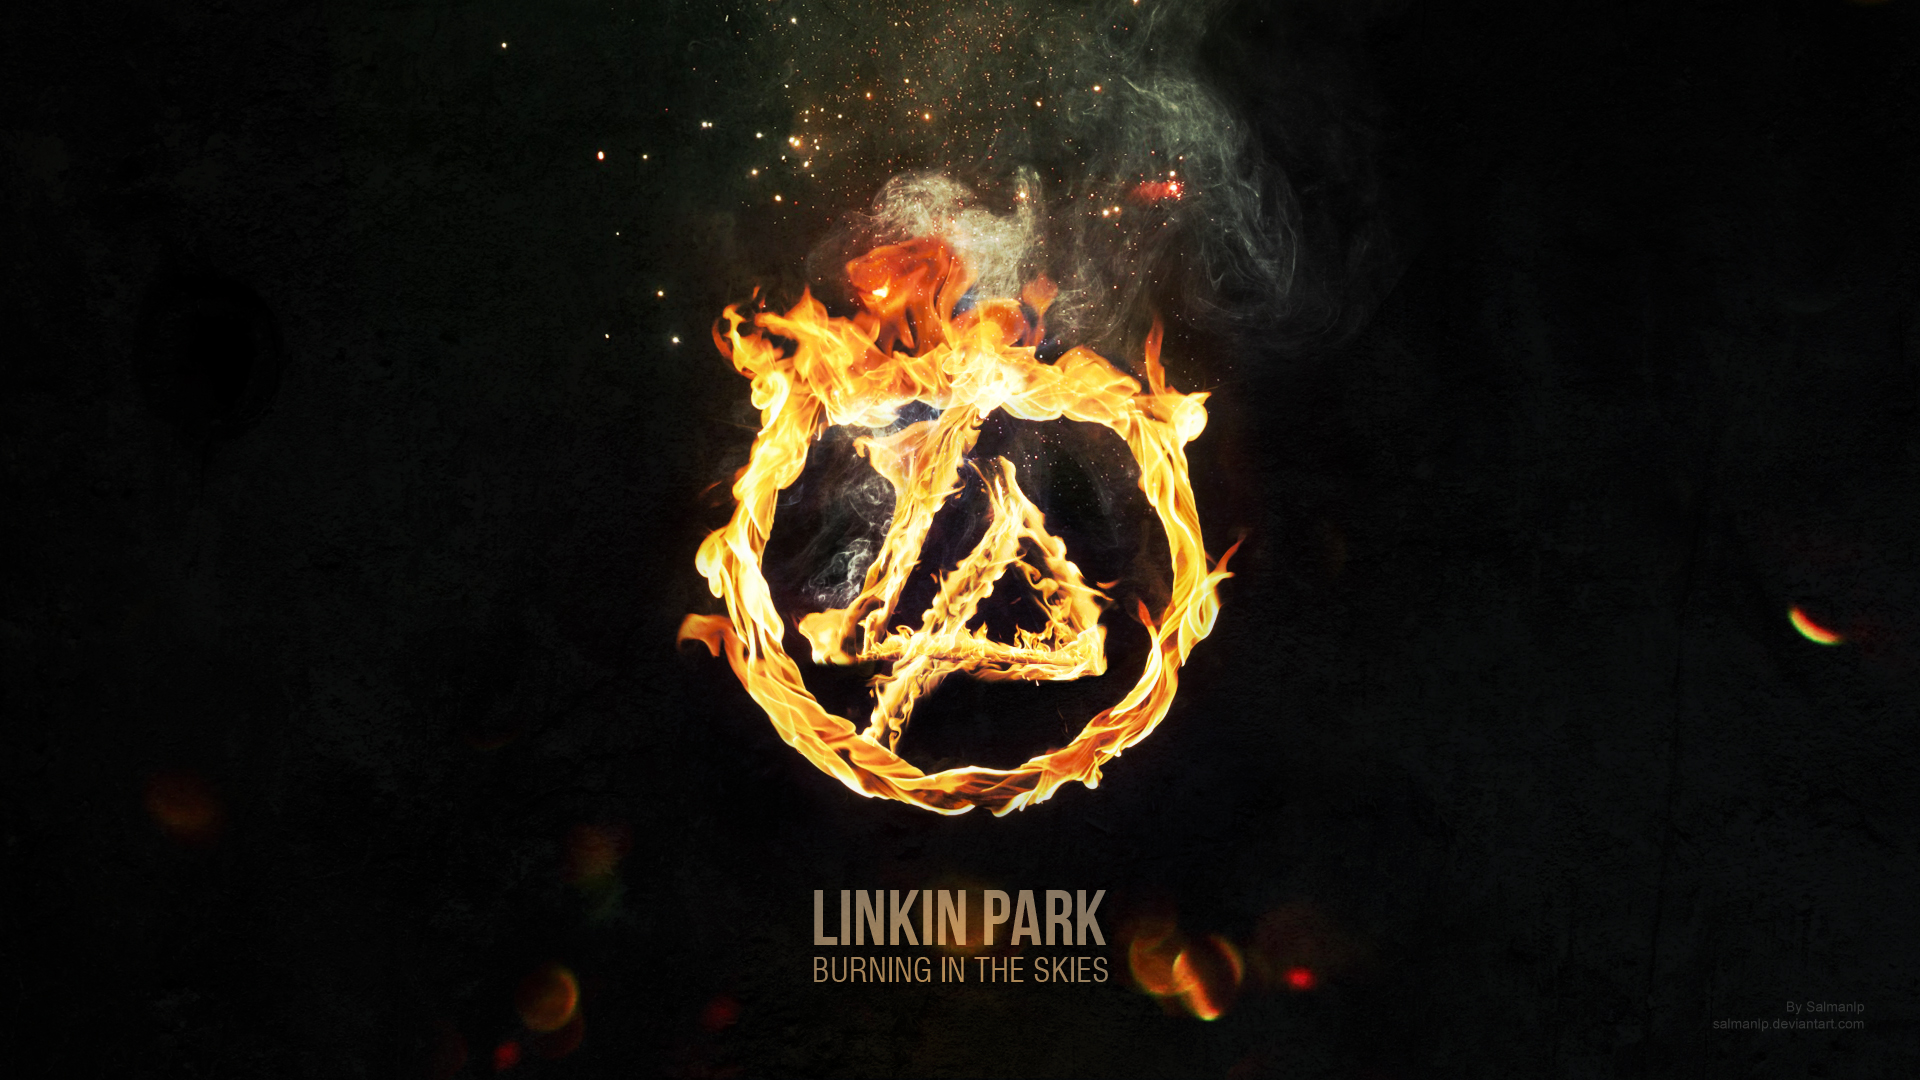 LINKIN PARK
BURNING IN THE SKIES
By Salmanlp
salmanlp.deviantart.com